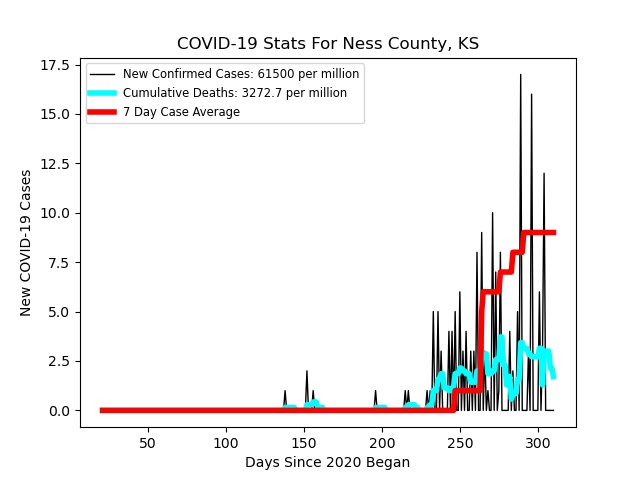 COVID-19 Stats For Ness County, KS
New Confirmed Cases: 61500 per million
Cumulative Deaths: 3272.7 per million
7 Day Case Average
17.5
15.0
12.5
10.0
7.5
5.0
2.5
0.0
New COVID-19 Cases
50 100 150 200 250 300
Days Since 2020 Began